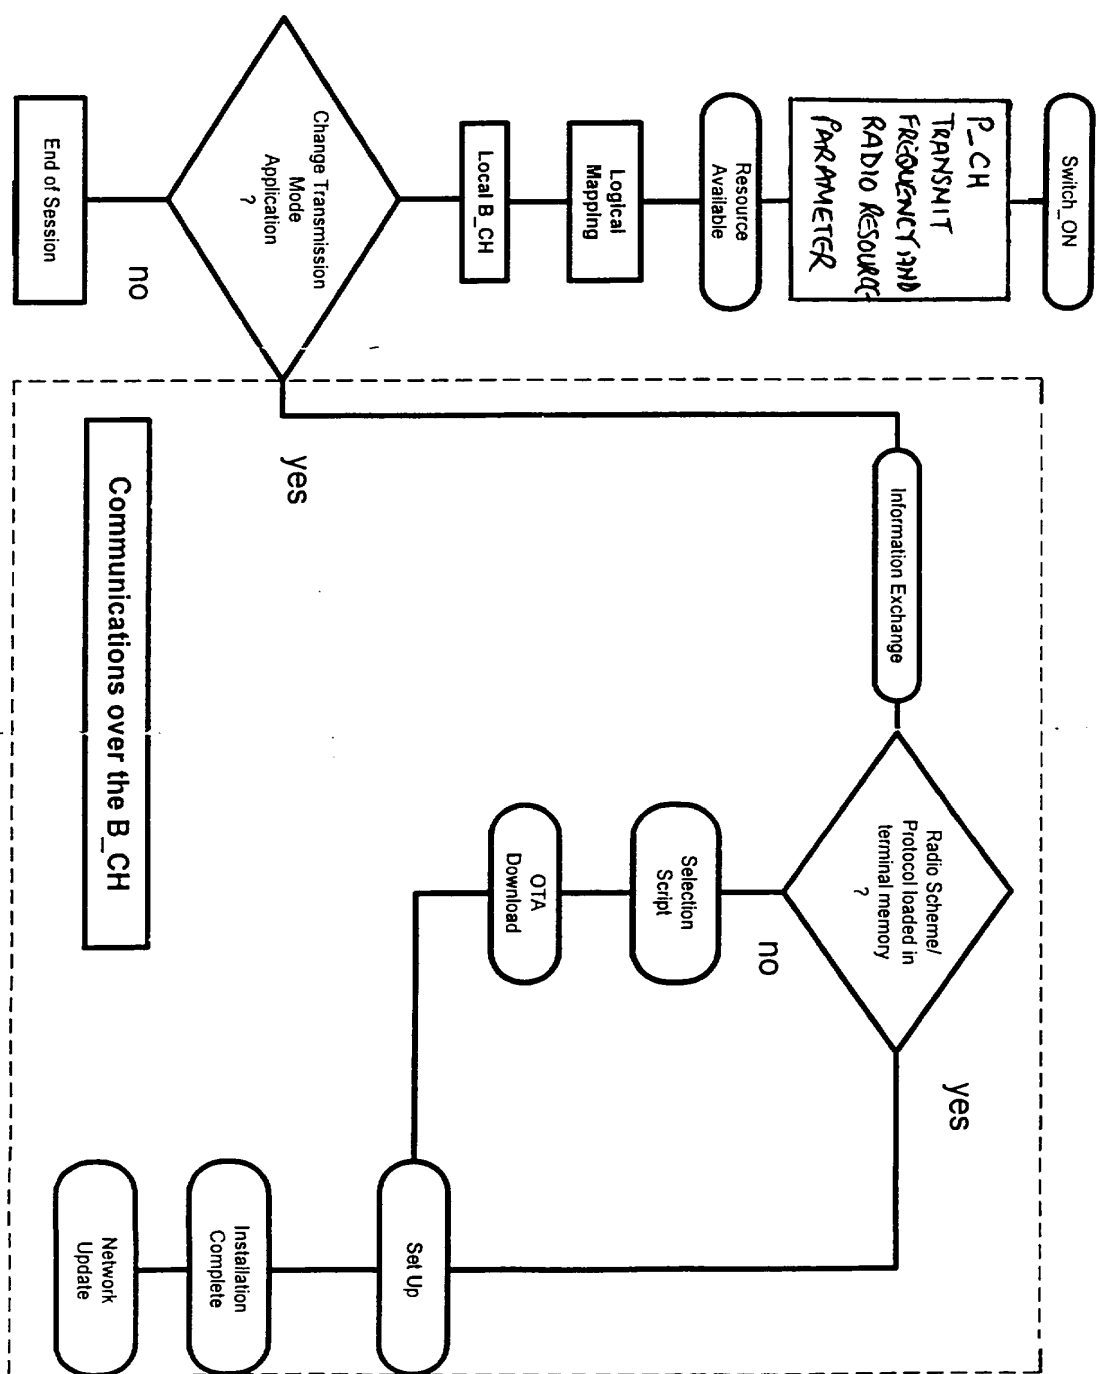 Switch_ON
P_CH
TRANSMIT
FREQUENCY AND
RADIO RESOURCE
PARAMETER
Resource
Available
Logical
Mapping
Local B_CH
Change Transmission
Mode
Application
?
no
End of Session
yes
Information Exchange
Radio Scheme/
Protocol loaded in
terminal memory
?
yes
no
Selection
Script
OTA
Download
Set Up
Installation
Complete
Network
Update
Communications over the B_CH